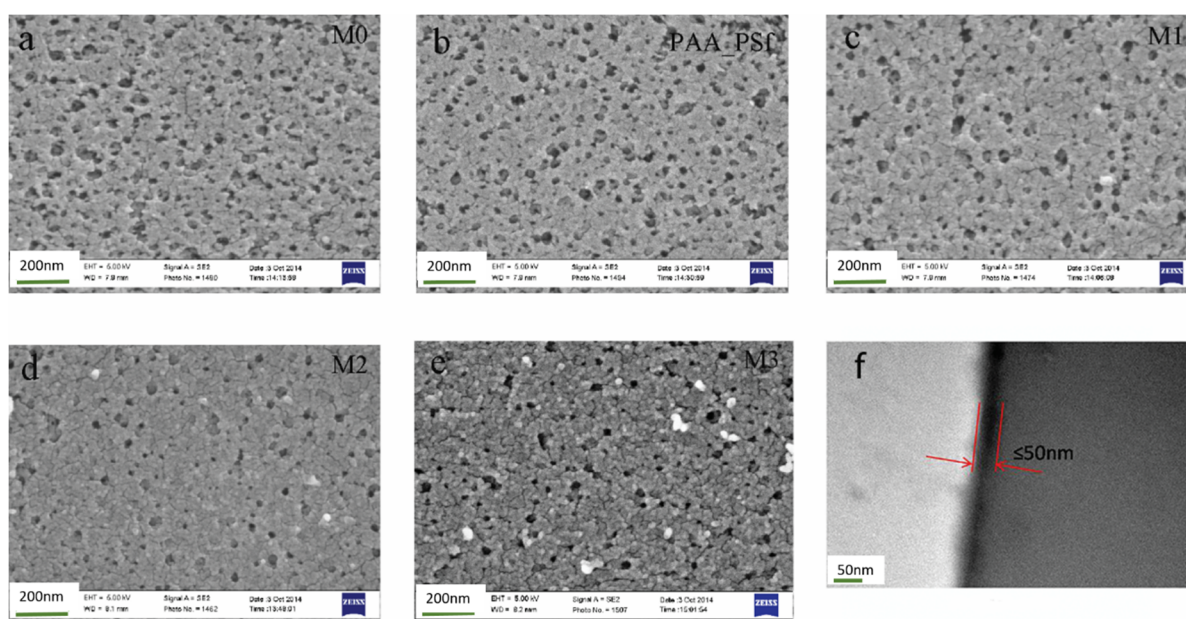 a
M0
200nm
EHT = 5.00 kV
Signal A = SE2
Date :3 Oct 2014
WD = 7.9 mm
Photo No. = 1480
ZEISS
b
PAA_PSf
200nm
EHT = 5.00 kV
Signal A = SE2
Date :3 Oct 2014
WD = 7.9 mm
Photo No. = 1484
ZEISS
c
M1
200nm
EHT = 5.00 kV
Signal A = SE2
Date :3 Oct 2014
WD = 7.9 mm
Photo No. = 1474
ZEISS
d
M2
200nm
EHT = 5.00 kV
Signal A = SE2
Date :3 Oct 2014
WD = 8.1 mm
Photo No. = 1462
ZEISS
e
M3
200nm
EHT = 5.00 kV
Signal A = SE2
Date :3 Oct 2014
WD = 8.2 mm
Photo No. = 1507
ZEISS
f
≤50nm
50nm